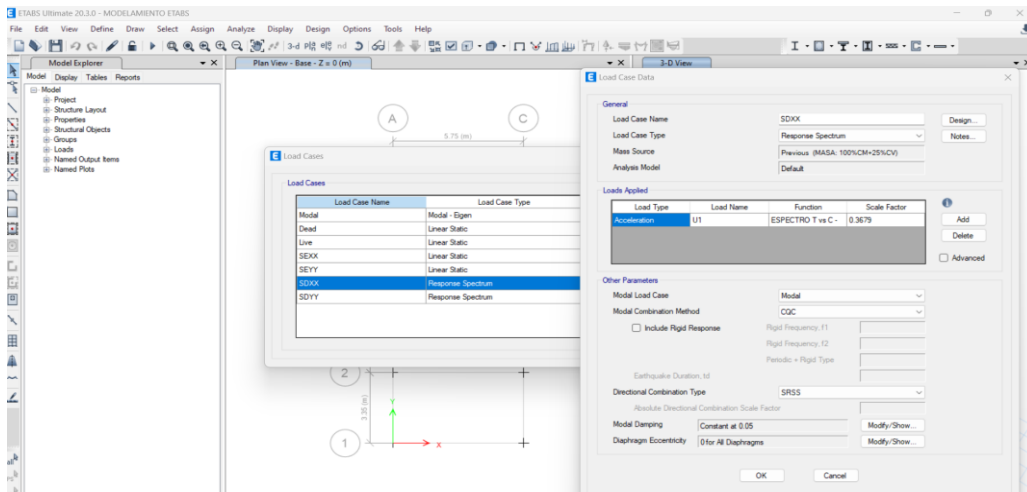 ETABS Ultimate 20.3.0 - MODELAMIENTO ETABS
File Edit View Define Draw Select Assign Analyze Display Design Options Tools Help
3-d
nd
Model Explorer
Plan View - Base - Z = 0 (m)
3-D View
Model Display Tables Reports
Model
Project
Structure Layout
Properties
Structural Objects
Groups
Loads
Named Output Items
Named Plots
A
C
5.75 (m)
2
3.35 (m)
1
Y
X
Load Cases
Load Cases
Load Case Name Load Case Type
Modal Modal - Eigen
Dead Linear Static
Live Linear Static
SEXX Linear Static
SEYY Linear Static
SDXX Response Spectrum
SDYY Response Spectrum
Load Case Data
General
Load Case Name SDXX Design...
Load Case Type Response Spectrum Notes...
Mass Source Previous (MASA: 100%CM+25%CV)
Analysis Model Default
Loads Applied
Load Type Load Name Function Scale Factor
Acceleration U1 ESPECTRO T vs C - 0.3679
Add
Delete
Advanced
Other Parameters
Modal Load Case Modal
Modal Combination Method CQC
Include Rigid Response Rigid Frequency, f1
Rigid Frequency, f2
Periodic + Rigid Type
Earthquake Duration, td
Directional Combination Type SRSS
Absolute Directional Combination Scale Factor
Modal Damping Constant at 0.05 Modify/Show...
Diaphragm Eccentricity 0 for All Diaphragms Modify/Show...
OK Cancel